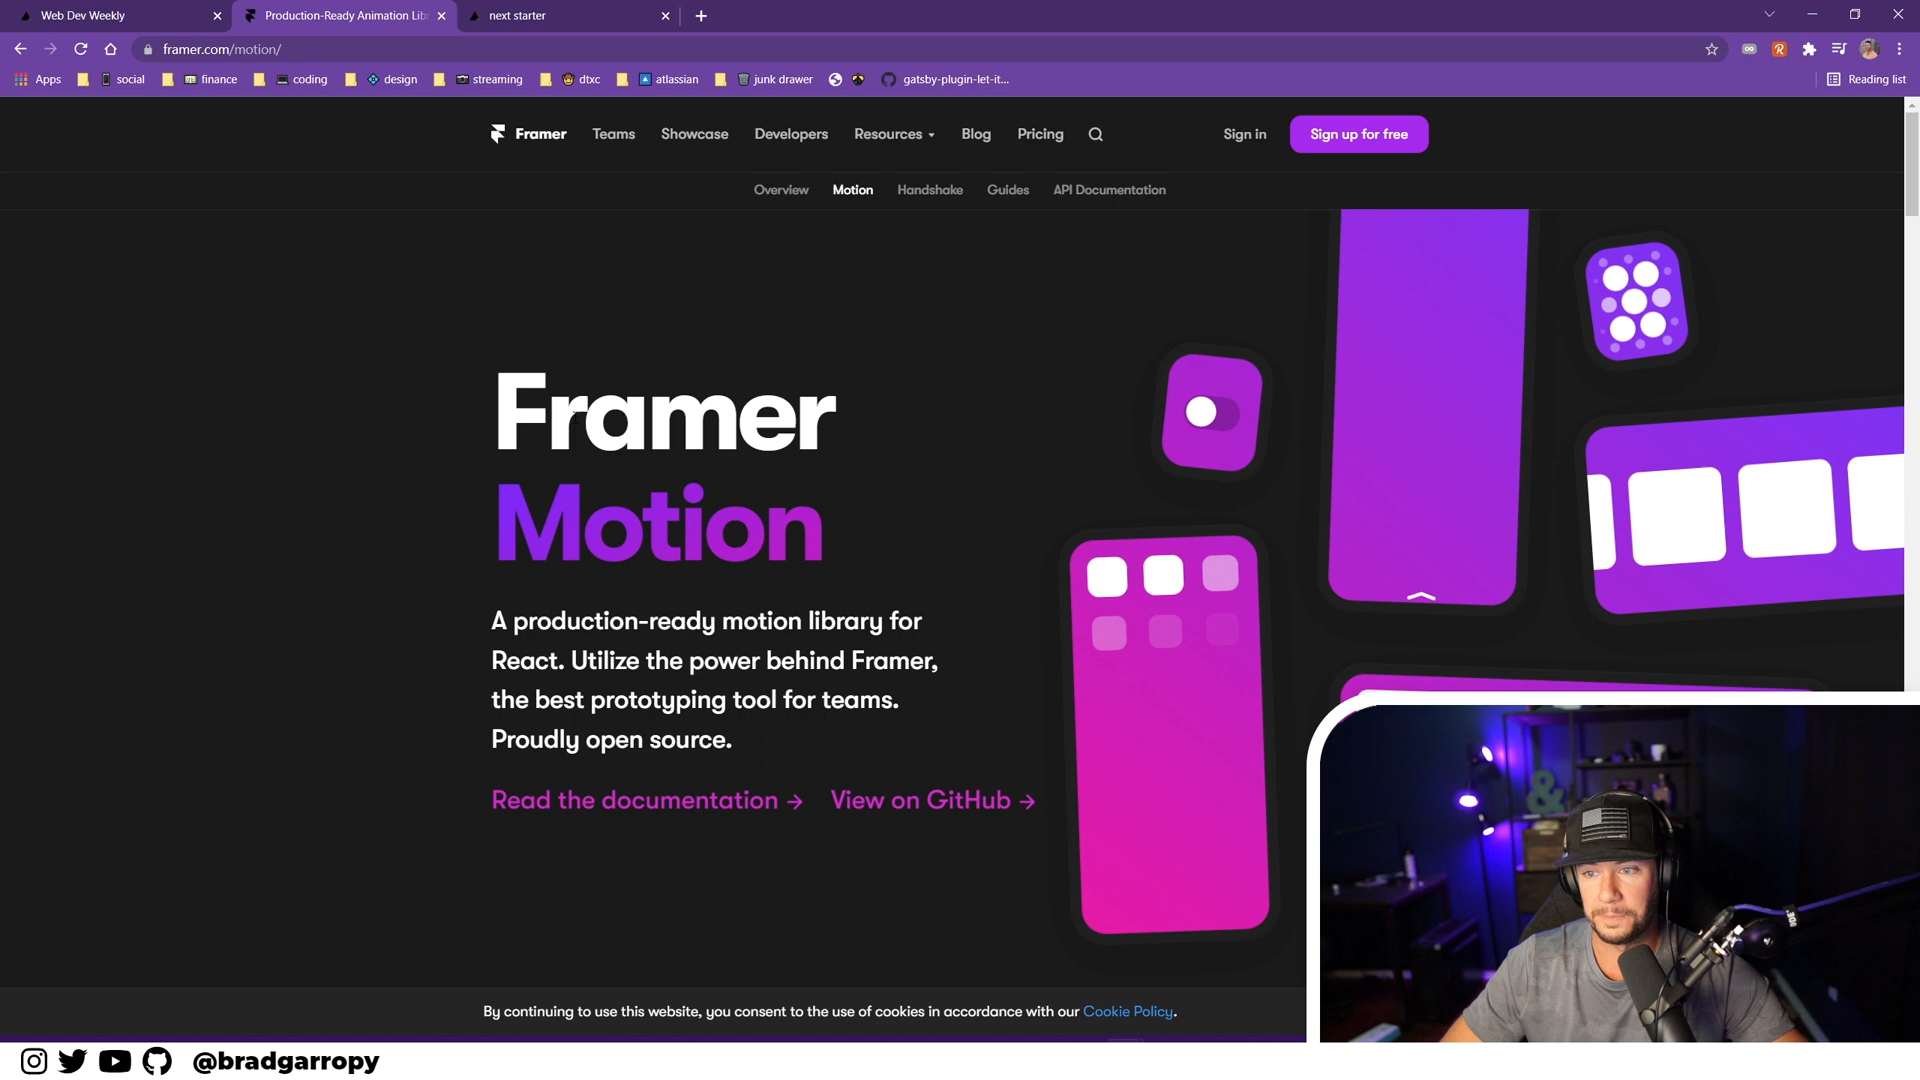 Web Dev Weekly
Production-Ready Animation Lib
next starter
framer.com/motion/
Apps
social
finance
coding
design
streaming
dtxc
atlassian
junk drawer
gatsby-plugin-let-it...
Reading list
Framer
Teams
Showcase
Developers
Resources
Blog
Pricing
Sign in
Sign up for free
Overview
Motion
Handshake
Guides
API Documentation
Framer
Motion
A production-ready motion library for
React. Utilize the power behind Framer,
the best prototyping tool for teams.
Proudly open source.
Read the documentation →
View on GitHub →
By continuing to use this website, you consent to the use of cookies in accordance with our Cookie Policy.
@bradgarropy